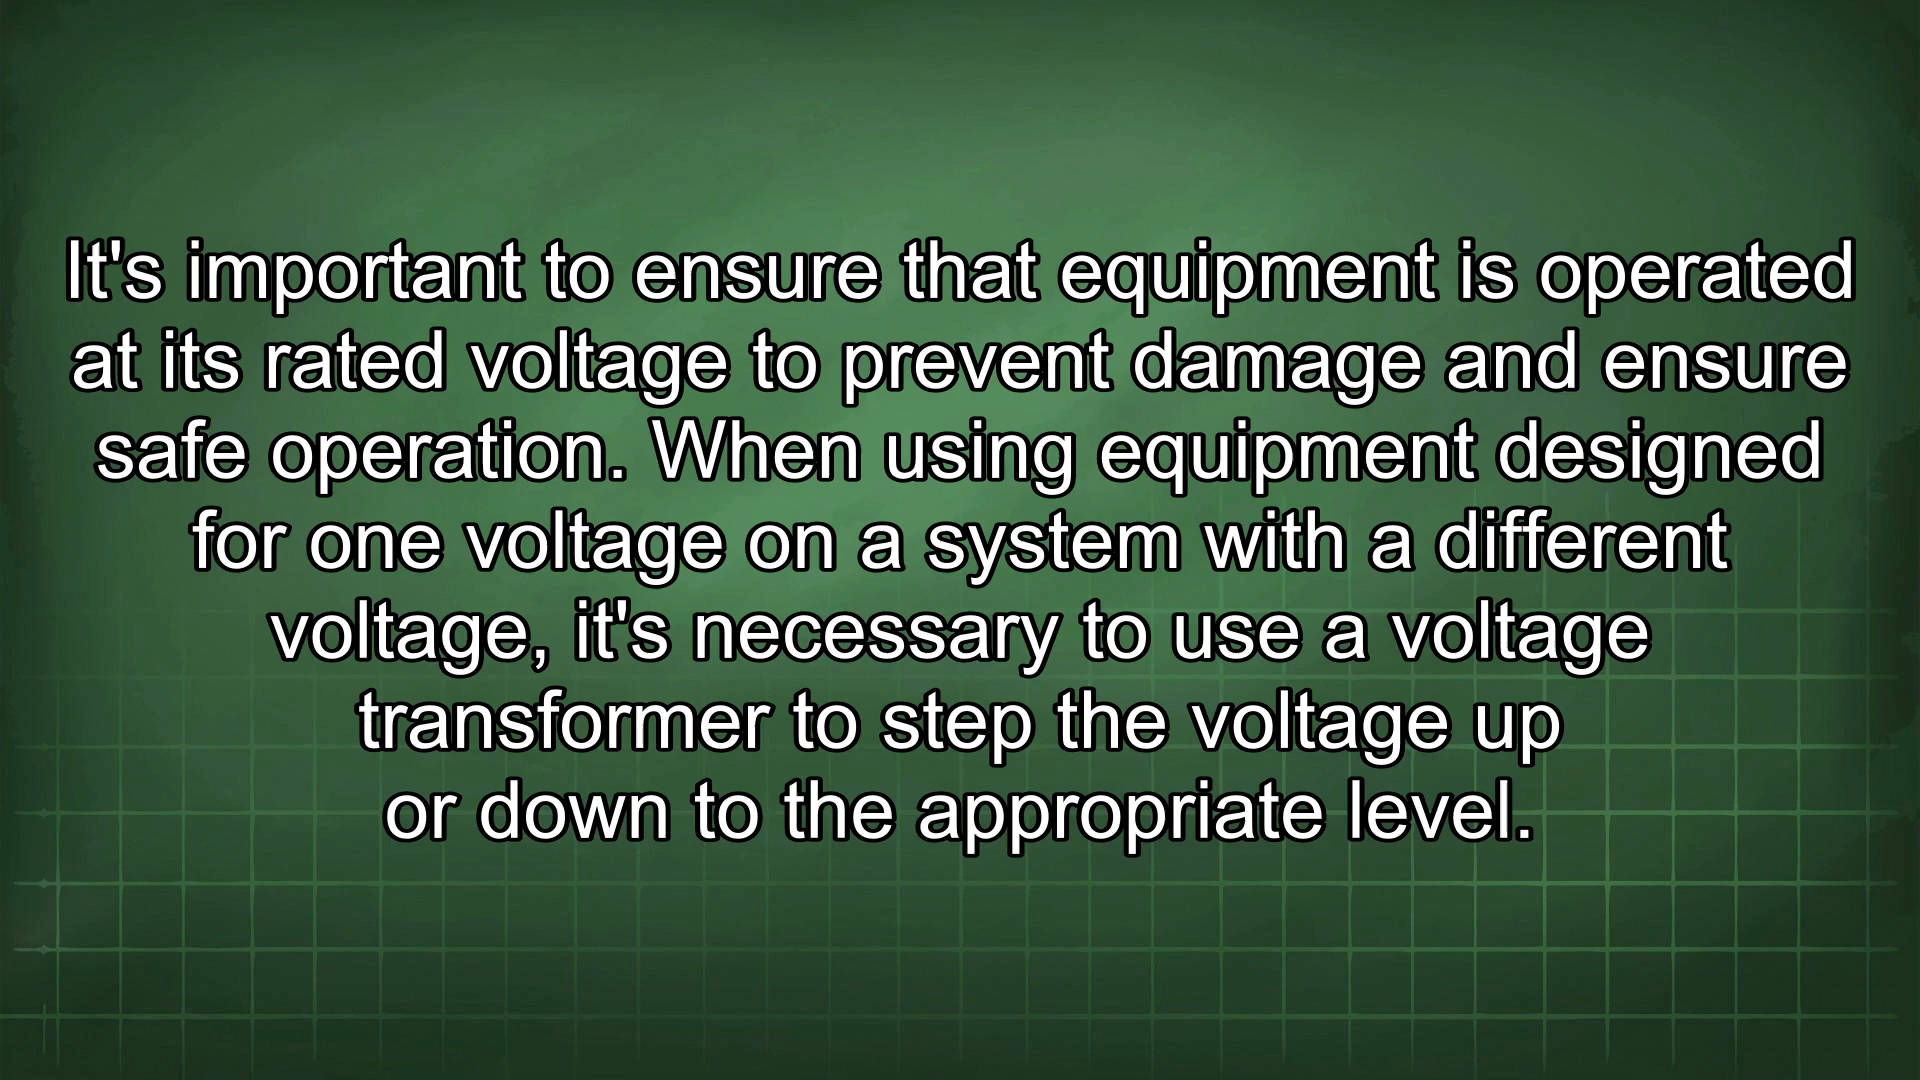 It's important to ensure that equipment is operated
at its rated voltage to prevent damage and ensure
safe operation. When using equipment designed
for one voltage on a system with a different
voltage, it's necessary to use a voltage
transformer to step the voltage up
or down to the appropriate level.